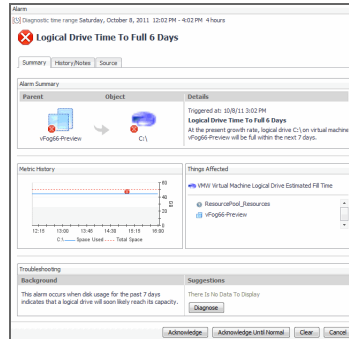 Alarm
Diagnostic time range Saturday, October 8, 2011 12:02 PM - 4:02 PM 4 hours
Logical Drive Time To Full 6 Days
Summary History/Notes Source
Alarm Summary
Parent Object Details
Triggered at: 10/8/11 3:02 PM
Logical Drive Time To Full 6 Days
At the present growth rate, logical drive C:\ on virtual machine
vFog66-Preview will be full within the next 7 days.
vFog66-Preview C:\
Metric History Things Affected
VMW Virtual Machine Logical Drive Estimated Fill Time
ResourcePool_Resources
vFog66-Preview
60
40
20
0
GB
12:15 13:00 13:45 14:30 15:15 16:00
C:\ Space Used Total Space
Troubleshooting
Background Suggestions
This alarm occurs when disk usage for the past 7 days
indicates that a logical drive will soon likely reach its capacity.
There Is No Data To Display
Diagnose
Acknowledge Acknowledge Until Normal Clear Cancel